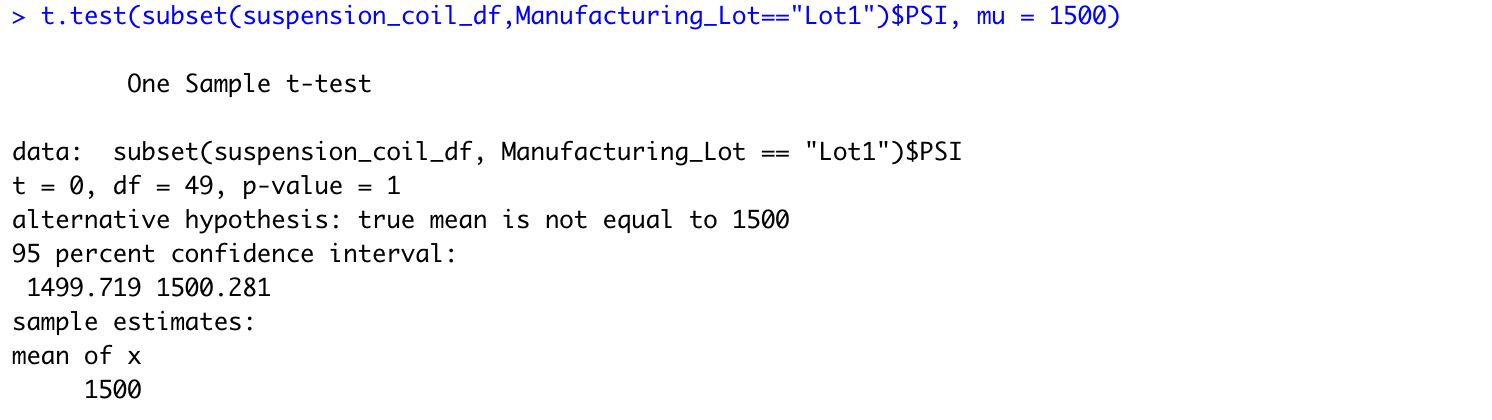 > t.test(subset(suspension_coil_df,Manufacturing_Lot=="Lot1")$PSI, mu = 1500)
One Sample t-test
data:  subset(suspension_coil_df, Manufacturing_Lot == "Lot1")$PSI
t = 0, df = 49, p-value = 1
alternative hypothesis: true mean is not equal to 1500
95 percent confidence interval:
 1499.719 1500.281
sample estimates:
mean of x
     1500